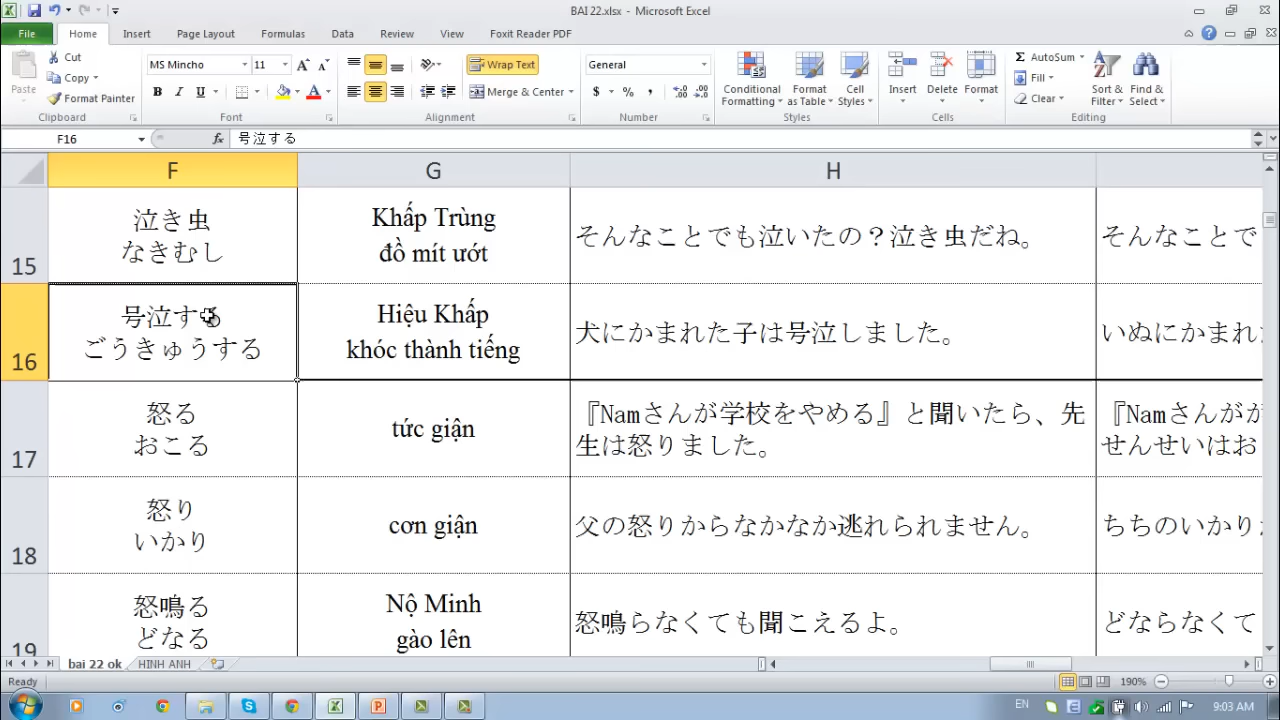 BAI 22.xlsx - Microsoft Excel
File Home Insert Page Layout Formulas Data Review View Foxit Reader PDF
Paste
Cut
Copy
Format Painter
Clipboard
MS Mincho 11
B I U
Font
Wrap Text
Merge & Center
Alignment
General
$ % ,
Number
Conditional Formatting
Format as Table
Cell Styles
Styles
Insert Delete Format
Cells
AutoSum
Fill
Clear
Sort & Filter
Find & Select
Editing
F16 fx 号泣する
F G H
15
泣き虫
なきむし
Khấp Trùng
đồ mít ướt
そんなことでも泣いたの？泣き虫だね。
そんなことで
16
号泣する
ごうきゅうする
Hiệu Khấp
khóc thành tiếng
犬にかまれた子は号泣しました。
いぬにかまれ
17
怒る
おこる
tức giận
『Namさんが学校をやめる』と聞いたら、先
生は怒りました。
『Namさんがが
せんせいはお
18
怒り
いかり
cơn giận
父の怒りからなかなか逃れられません。
ちちのいかり
19
怒鳴る
どなる
Nộ Minh
gào lên
怒鳴らなくても聞こえるよ。
どならなくて
bai 22 ok HINH ANH
Ready 190%
EN 9:03 AM